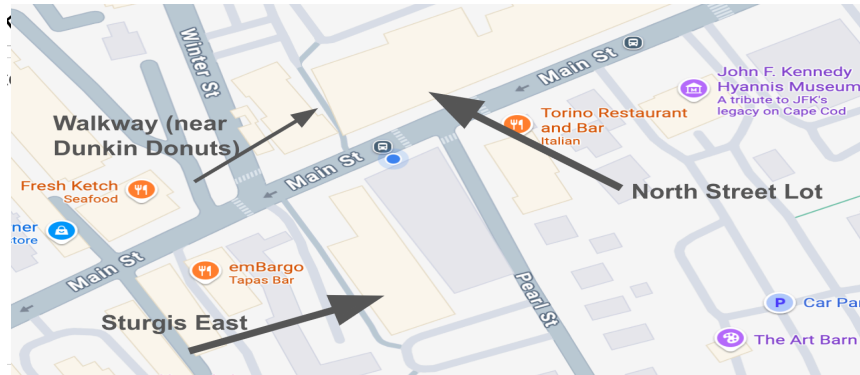 Winter St
Main St
John F. Kennedy
Hyannis Museum
A tribute to JFK's
legacy on Cape Cod
Torino Restaurant
and Bar
Italian
Walkway (near
Dunkin Donuts)
Main St
North Street Lot
Fresh Ketch
Seafood
ner
store
Main St
emBargo
Tapas Bar
Pearl St
P
Car Pa
Sturgis East
The Art Barn